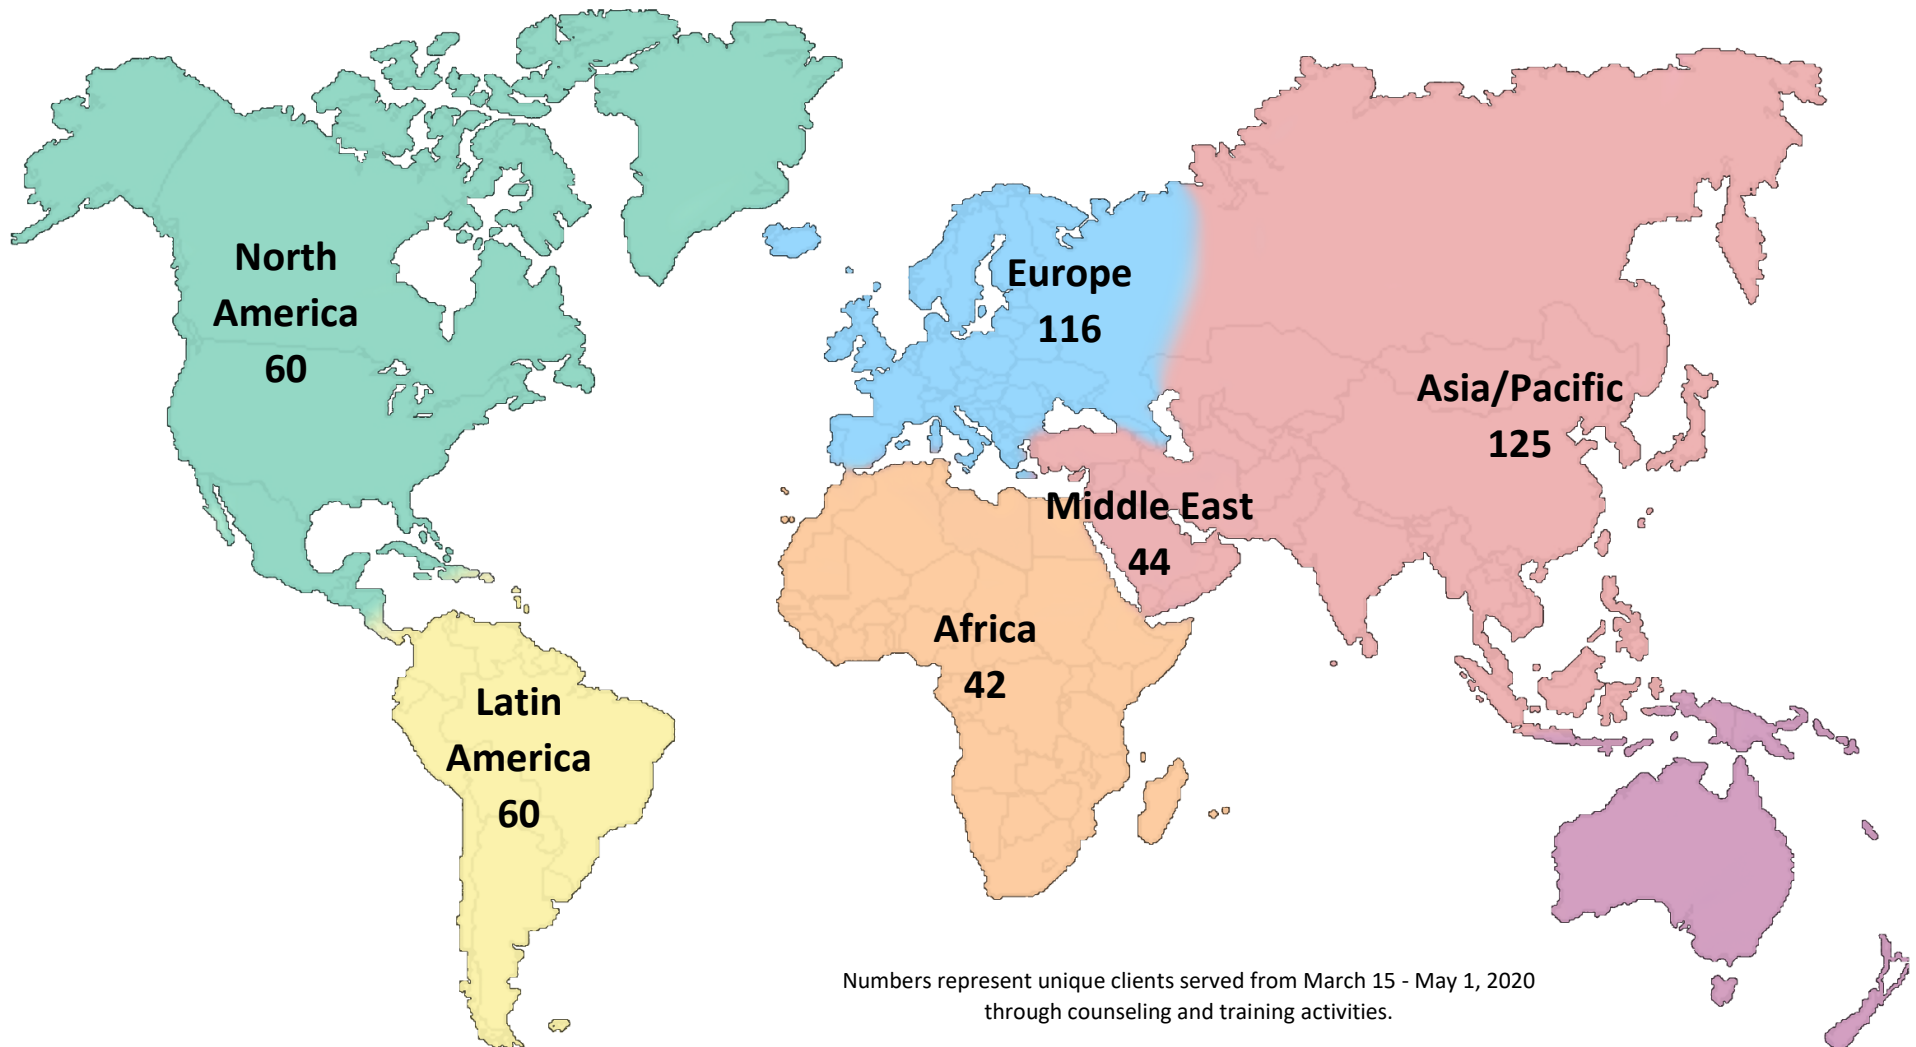 North
America
60
Europe
116
Asia/Pacific
125
Middle East
44
Africa
42
Latin
America
60
Numbers represent unique clients served from March 15 - May 1, 2020
through counseling and training activities.